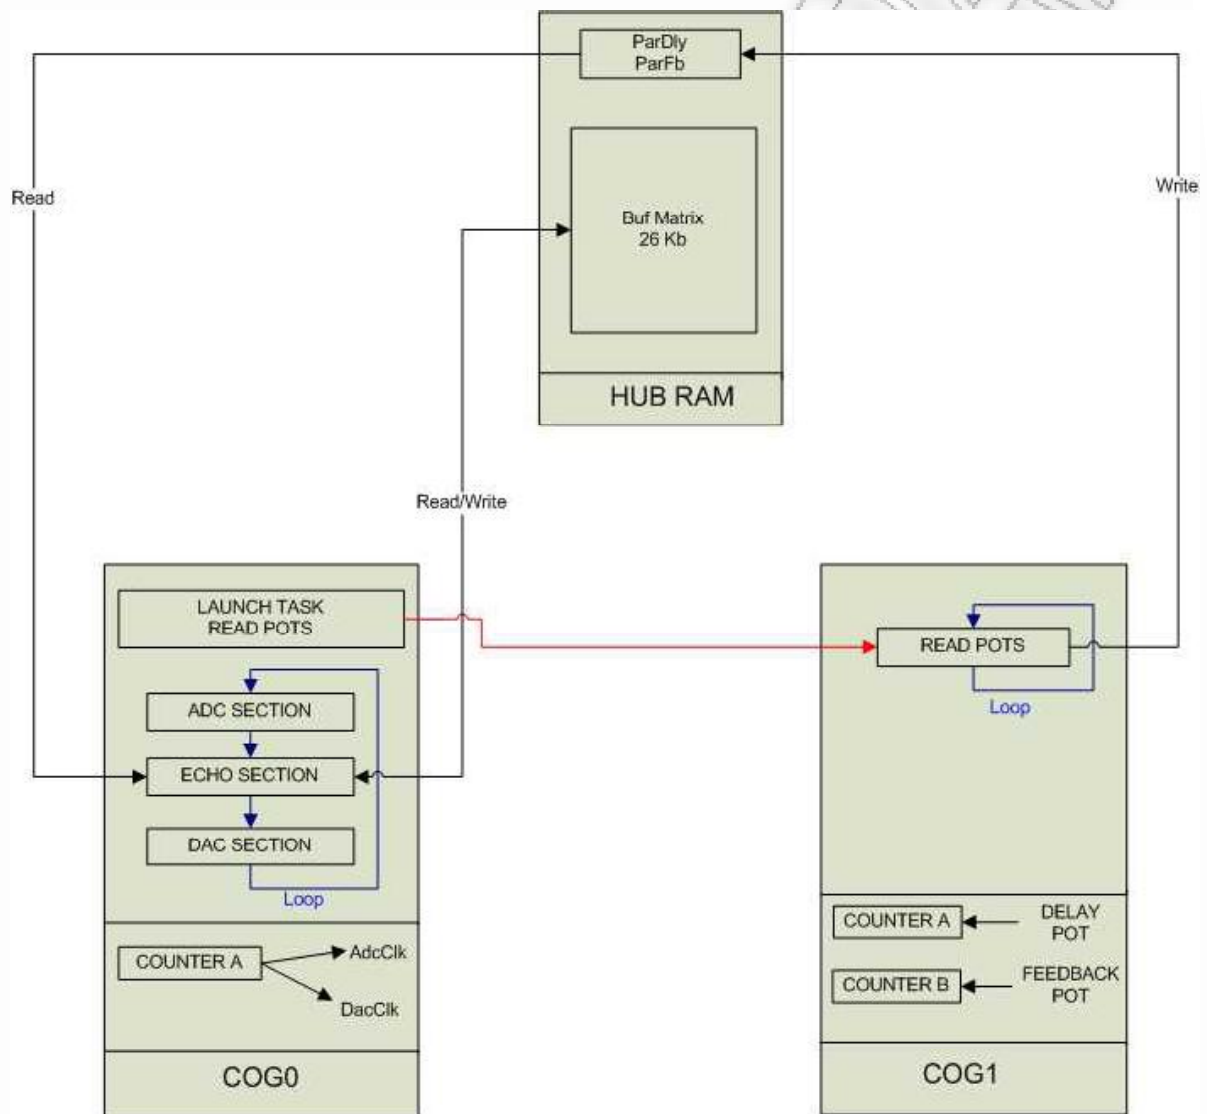 ParDly
ParFb
Read
Write
Buf Matrix
26 Kb
HUB RAM
Read/Write
LAUNCH TASK
READ POTS
ADC SECTION
ECHO SECTION
DAC SECTION
Loop
COUNTER A
AdcClk
DacClk
COG0
READ POTS
Loop
COUNTER A
DELAY
POT
COUNTER B
FEEDBACK
POT
COG1